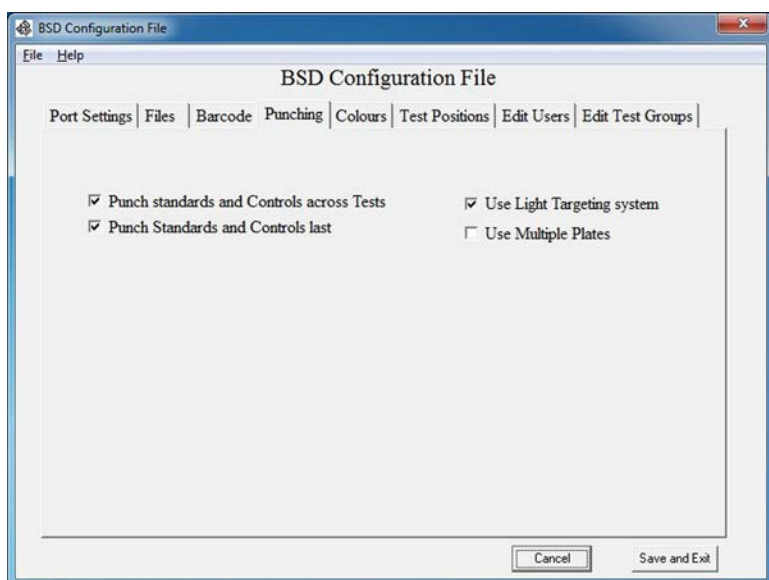 BSD Configuration File
File Help
BSD Configuration File
Port Settings Files Barcode Punching Colours Test Positions Edit Users Edit Test Groups
Punch standards and Controls across Tests
Use Light Targeting system
Punch Standards and Controls last
Use Multiple Plates
Cancel Save and Exit